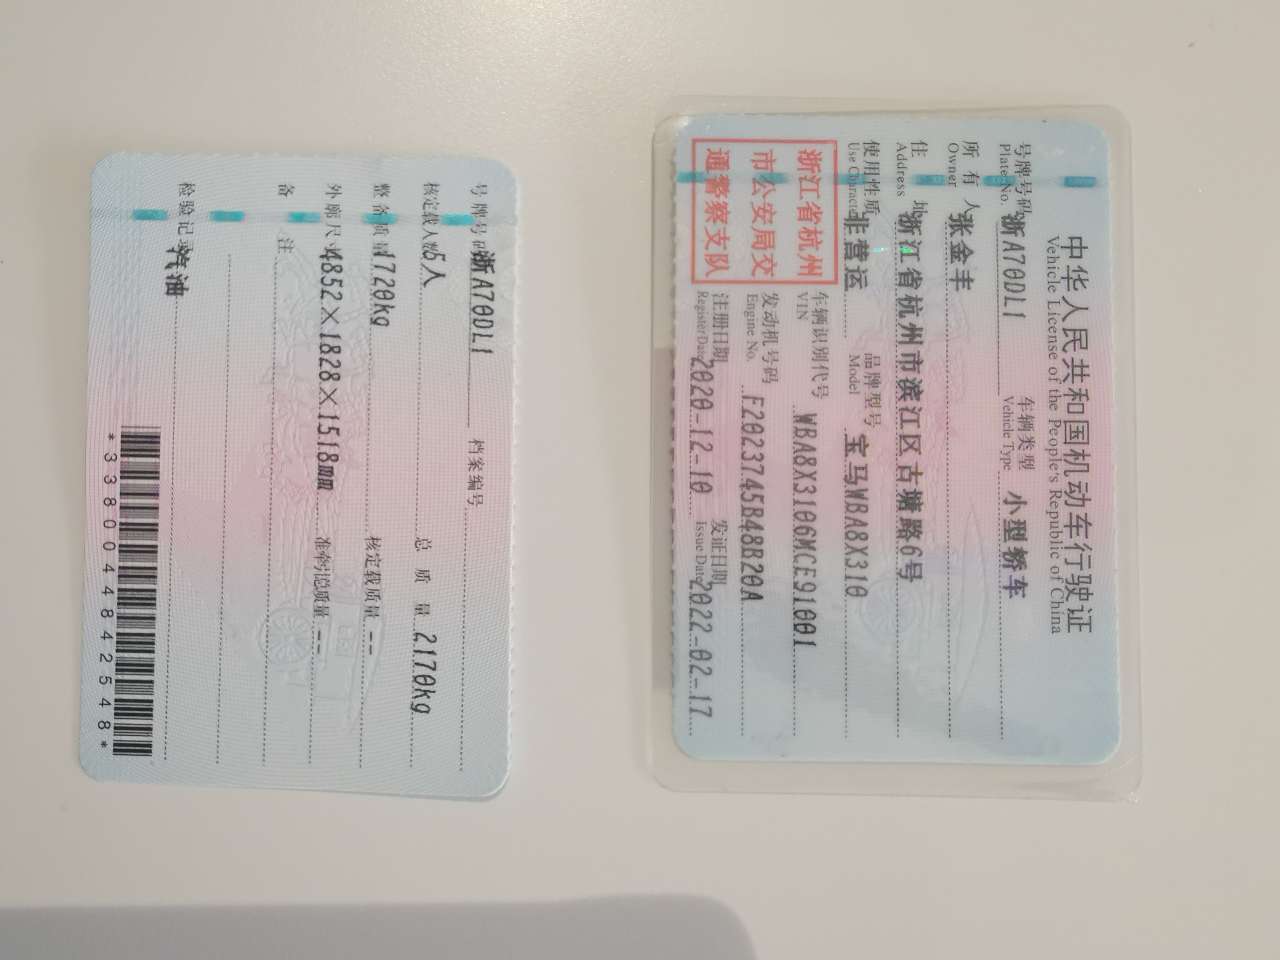 中华人民共和国机动车行驶证
Vehicle License of the People's Republic of China
号牌号码 浙A70DL1 车辆类型 小型轿车
Plate No. Vehicle Type
所有人 张金丰
Owner
住址 浙江省杭州市滨江区古塘路6号
Address
使用性质 非营运 品牌型号 宝马WBA8X310
Use Character Model
浙江省杭州
市公安局交
通警察支队
车辆识别代号 WBA8X3106MCE91001
VIN
发动机号码 F2023745B48B20A
Engine No.
注册日期 2020-12-10 发证日期 2022-02-17
Register Date Issue Date
号牌号码 浙A70DL1 档案编号
核定载人数 5人 总质量 2170kg
整备质量 1720kg 核定载质量 --
外廓尺寸 4852×1828×1518mm 准牵引总质量 --
备注
检验记录 汽油
*3380044842548*